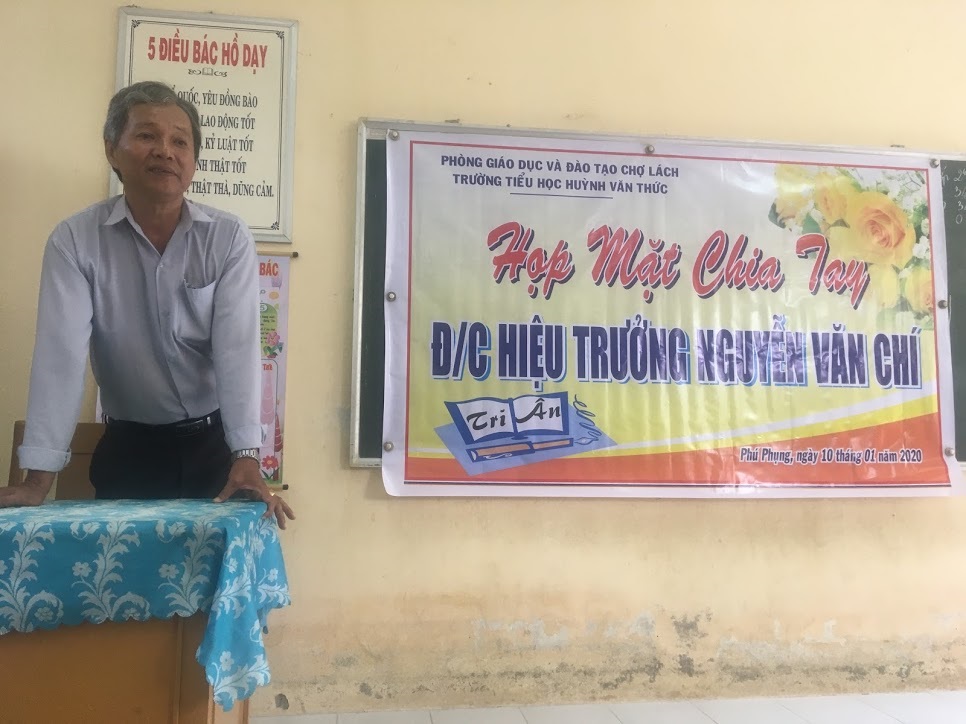 5 ĐIỀU BÁC HỒ DẠY
QUỐC, YÊU ĐỒNG BÀO
LAO ĐỘNG TỐT
KỶ LUẬT TỐT
THẬT TỐT
THẬT THÀ, DŨNG CẢM.
BÁC
PHÒNG GIÁO DỤC VÀ ĐÀO TẠO CHỢ LÁCH
TRƯỜNG TIỂU HỌC HUỲNH VĂN THỨC
Họp Mặt Chia Tay
Đ/C HIỆU TRƯỞNG NGUYỄN VĂN CHÍ
Tri Ân
Phú Phụng, ngày 10 tháng 01 năm 2020